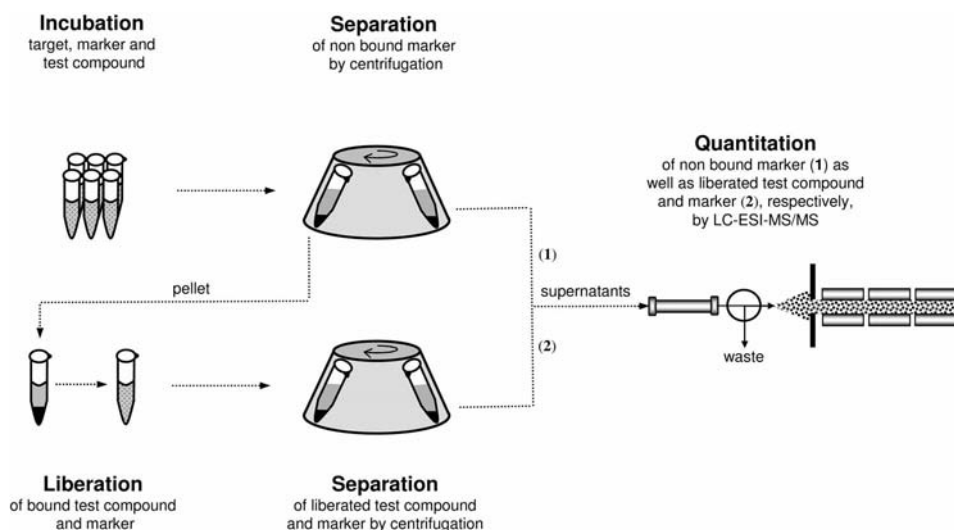 Incubation
target, marker and
test compound
Separation
of non bound marker
by centrifugation
Quantitation
of non bound marker (1) as
well as liberated test compound
and marker (2), respectively,
by LC-ESI-MS/MS
(1)
pellet
supernatants
(2)
waste
Liberation
of bound test compound
and marker
Separation
of liberated test compound
and marker by centrifugation